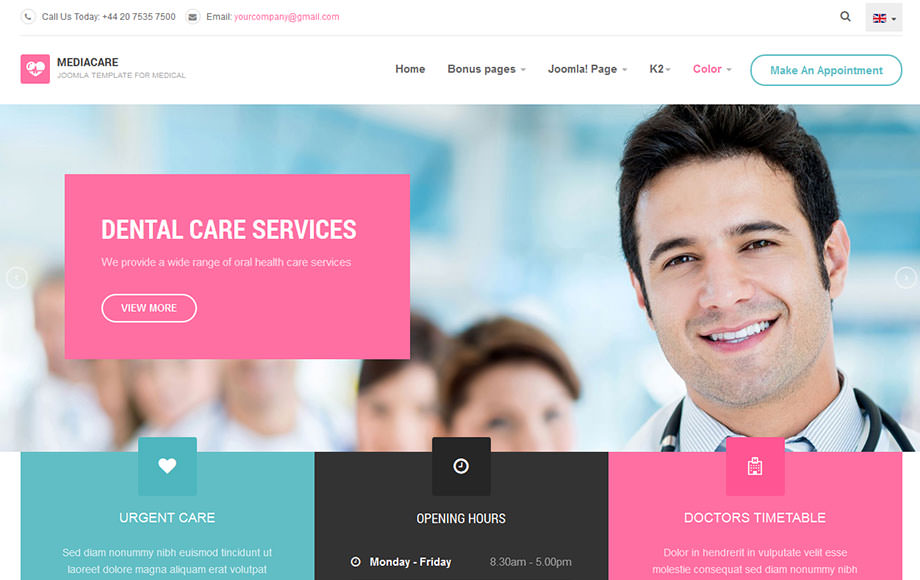 Call Us Today: +44 20 7535 7500 Email: yourcompany@gmail.com
MEDIACARE
JOOMLA TEMPLATE FOR MEDICAL
Home Bonus pages Joomla! Page K2 Color Make An Appointment
DENTAL CARE SERVICES
We provide a wide range of oral health care services
VIEW MORE
URGENT CARE
Sed diam nonummy nibh euismod tincidunt ut
laoreet dolore magna aliquam erat volutpat
OPENING HOURS
Monday - Friday 8.30am - 5.00pm
DOCTORS TIMETABLE
Dolor in hendrerit in vulputate velit esse
molestie consequat sed diam nonummy nibh